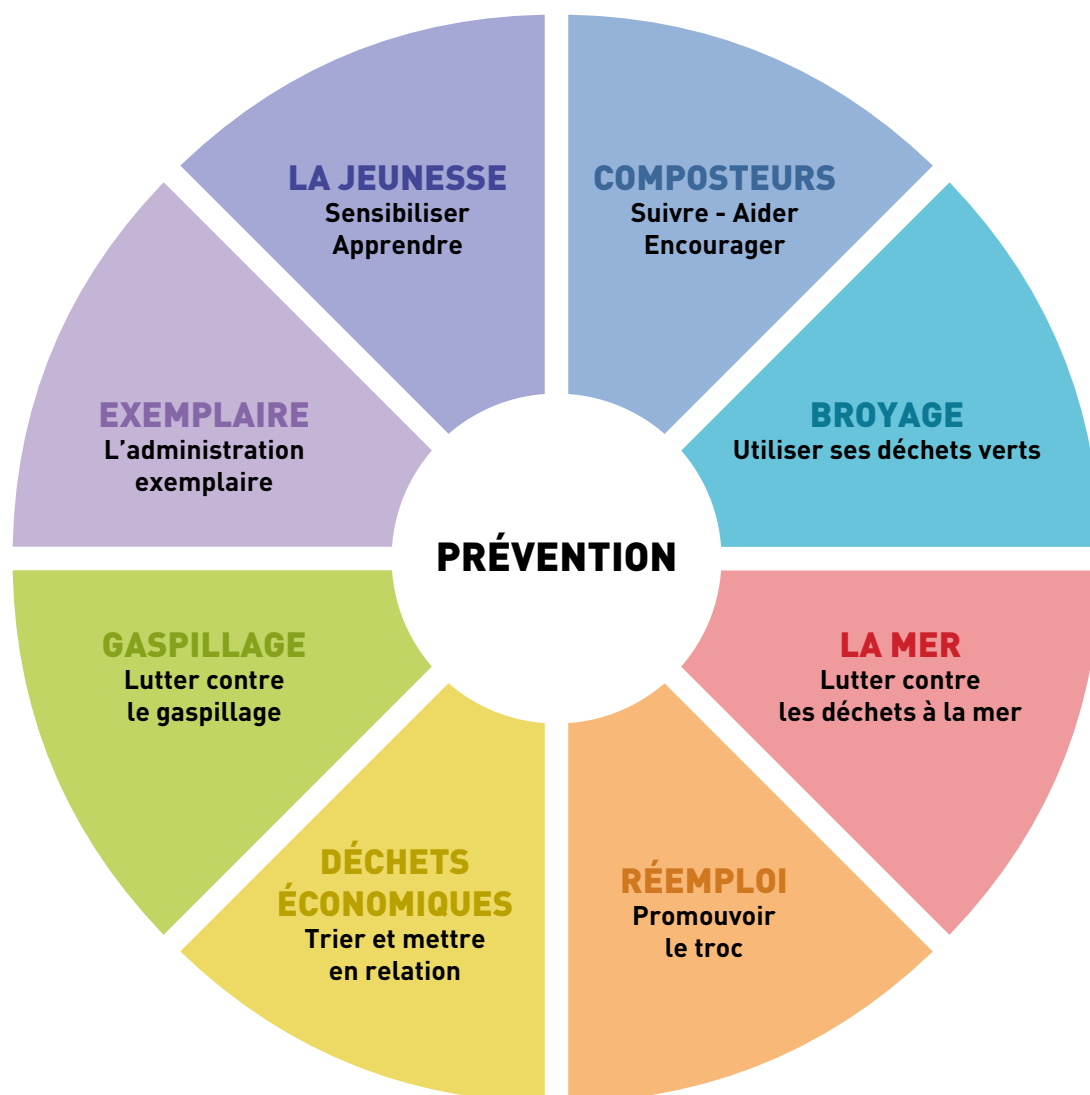 LA JEUNESSE
Sensibiliser
Apprendre
COMPOSTEURS
Suivre - Aider
Encourager
EXEMPLAIRE
L'administration
exemplaire
BROYAGE
Utiliser ses déchets verts
PRÉVENTION
GASPILLAGE
Lutter contre
le gaspillage
LA MER
Lutter contre
les déchets à la mer
DÉCHETS
ÉCONOMIQUES
Trier et mettre
en relation
RÉEMPLOI
Promouvoir
le troc